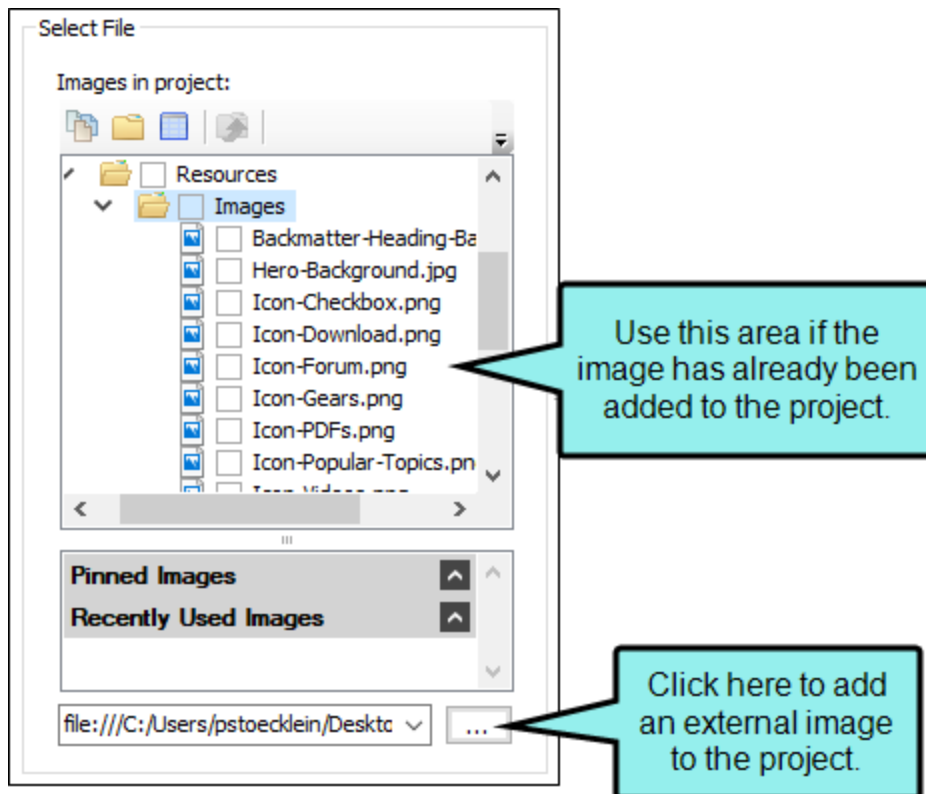 Select File
Images in project:
Resources
Images
Backmatter-Heading-Ba
Hero-Background.jpg
Icon-Checkbox.png
Icon-Download.png
Icon-Forum.png
Icon-Gears.png
Icon-PDFs.png
Icon-Popular-Topics.pn
Use this area if the
image has already been
added to the project.
Pinned Images
Recently Used Images
file:///C:/Users/pstoecklein/Deskto
...
Click here to add
an external image
to the project.